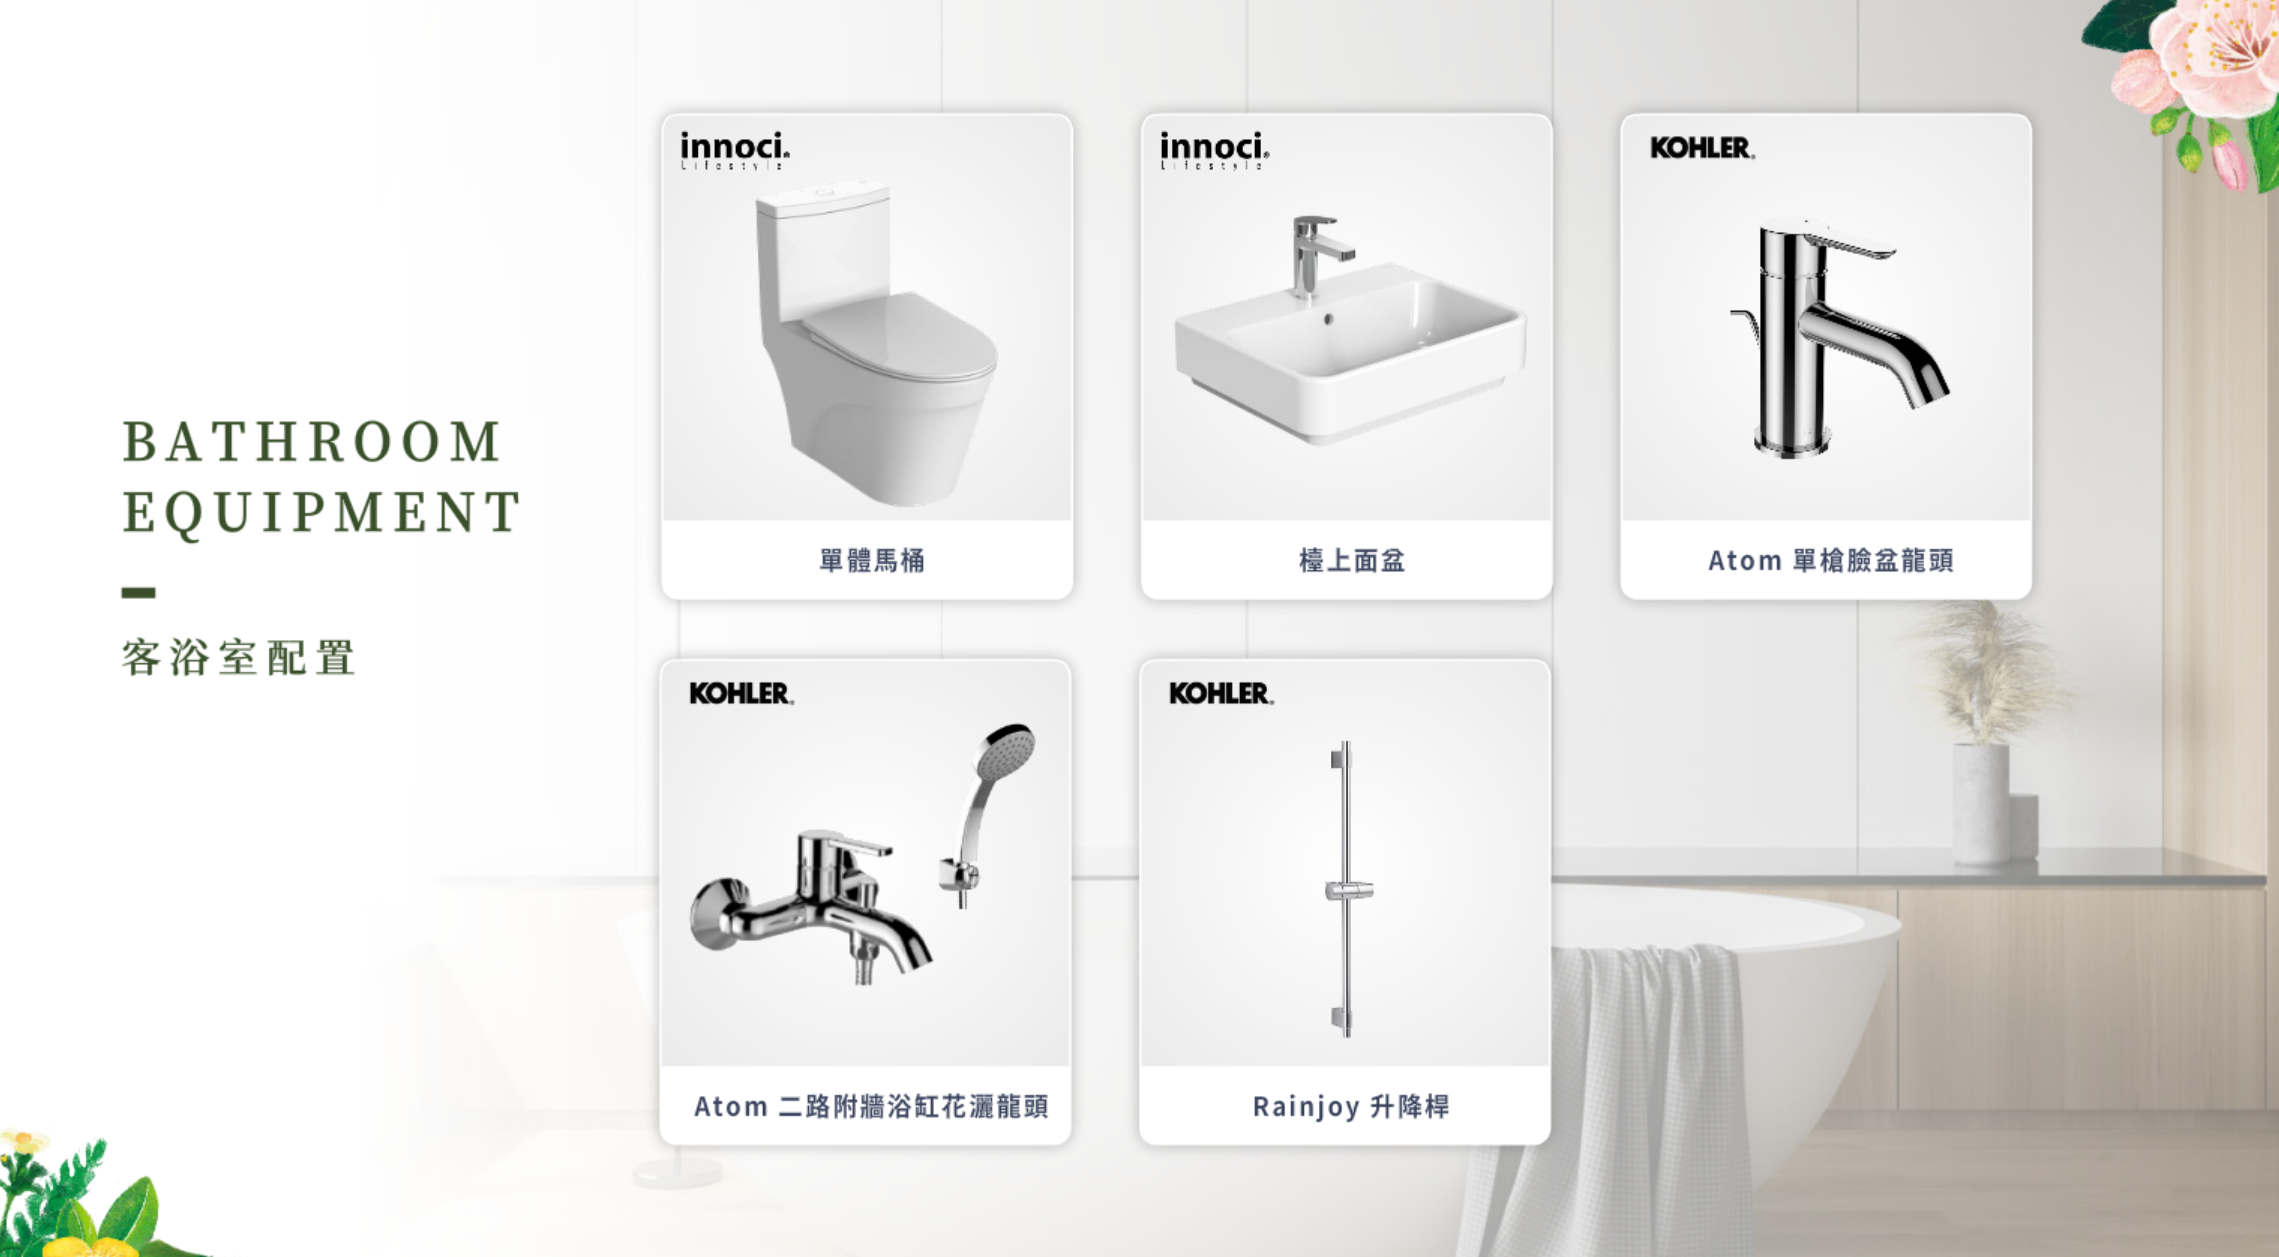 BATHROOM
EQUIPMENT
客浴室配置
innoci®
Lifestyle
單體馬桶
innoci®
Lifestyle
檯上面盆
KOHLER®
Atom 單槍臉盆龍頭
KOHLER®
Atom 二路附牆浴缸花灑龍頭
KOHLER®
Rainjoy 升降桿